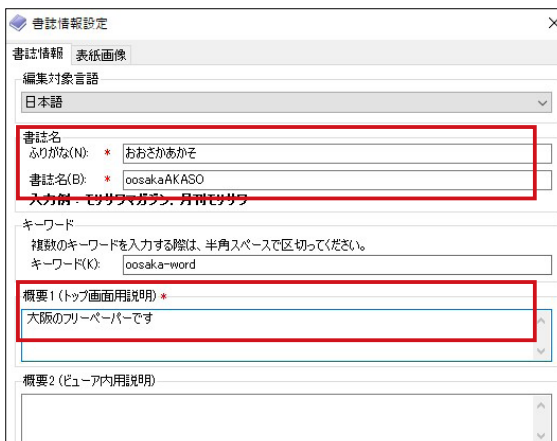 書誌情報設定
書誌情報 表紙画像
編集対象言語
日本語
書誌名
ふりがな(N): * おおさかあかそ
書誌名(B): * oosakaAKASO
入力例：モリサワマガジン, 月刊モリサワ
キーワード
複数のキーワードを入力する際は、半角スペースで区切ってください。
キーワード(K): oosaka-word
概要1 (トップ画面用説明) *
大阪のフリーペーパーです
概要2 (ビューア内用説明)